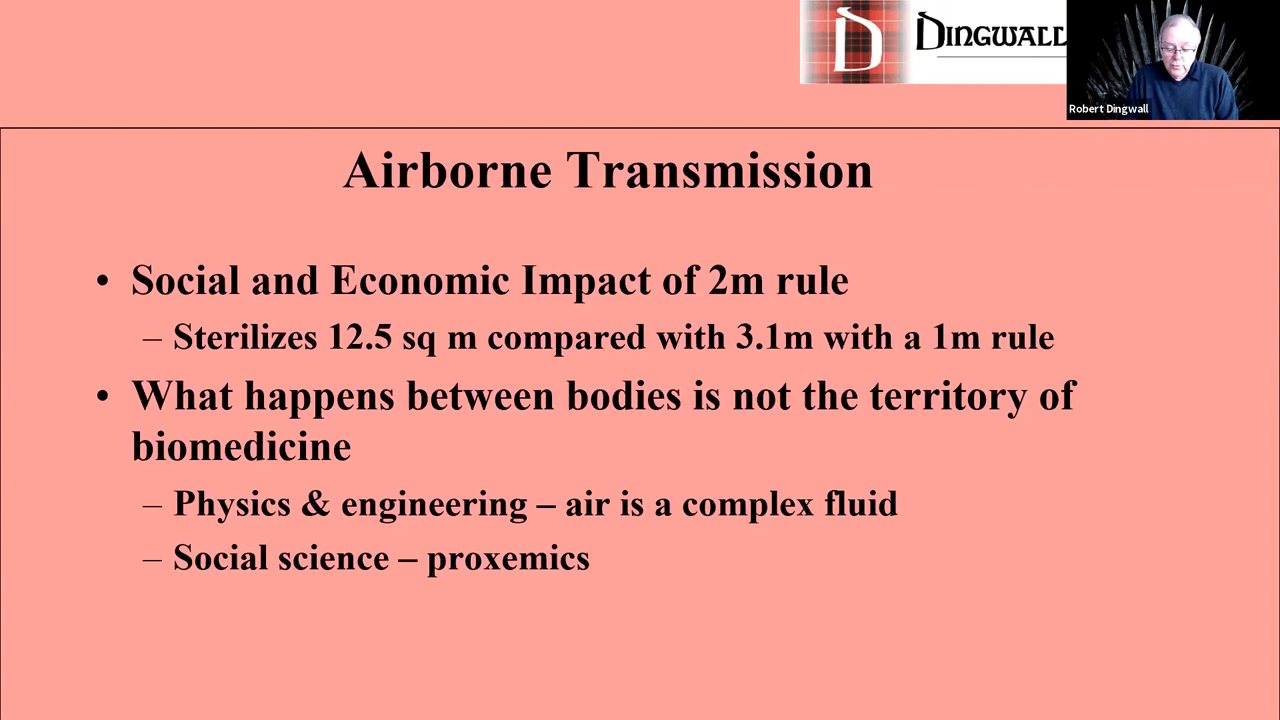 D DINGWALL
Robert Dingwall
Airborne Transmission
• Social and Economic Impact of 2m rule
– Sterilizes 12.5 sq m compared with 3.1m with a 1m rule
• What happens between bodies is not the territory of
biomedicine
– Physics & engineering – air is a complex fluid
– Social science – proxemics